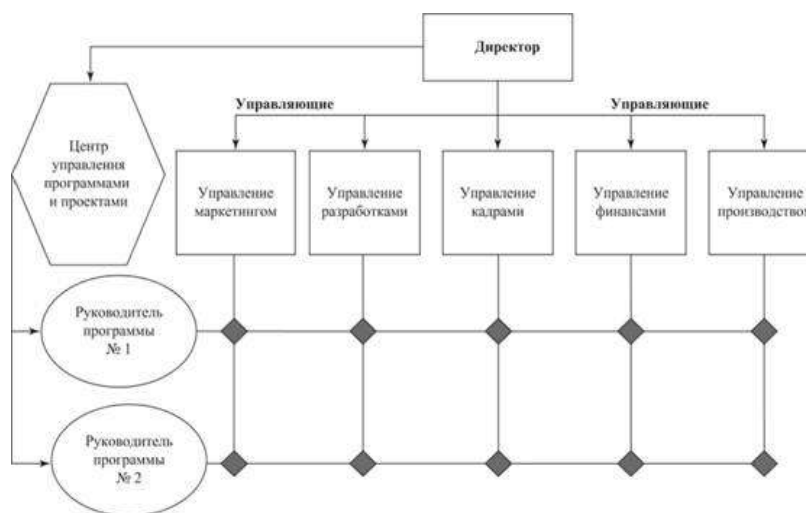 Директор
Управляющие
Управляющие
Центр
управления
программами
и проектами
Управление
маркетингом
Управление
разработками
Управление
кадрами
Управление
финансами
Управление
производством
Руководитель
программы
№ 1
Руководитель
программы
№ 2